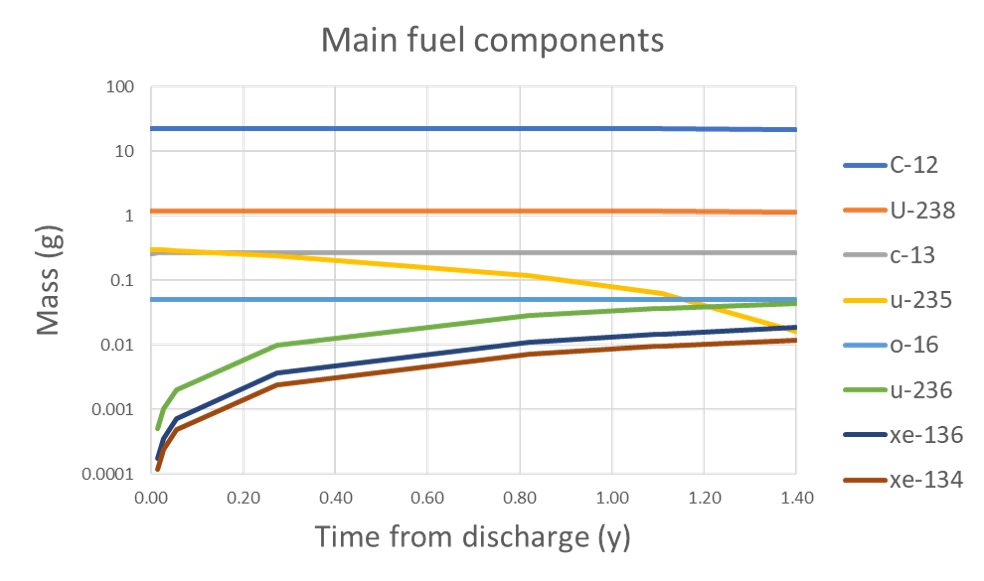 Main fuel components
Mass (g)
100
10
1
0.1
0.01
0.001
0.0001
0.00 0.20 0.40 0.60 0.80 1.00 1.20 1.40
Time from discharge (y)
C-12
U-238
c-13
u-235
o-16
u-236
xe-136
xe-134